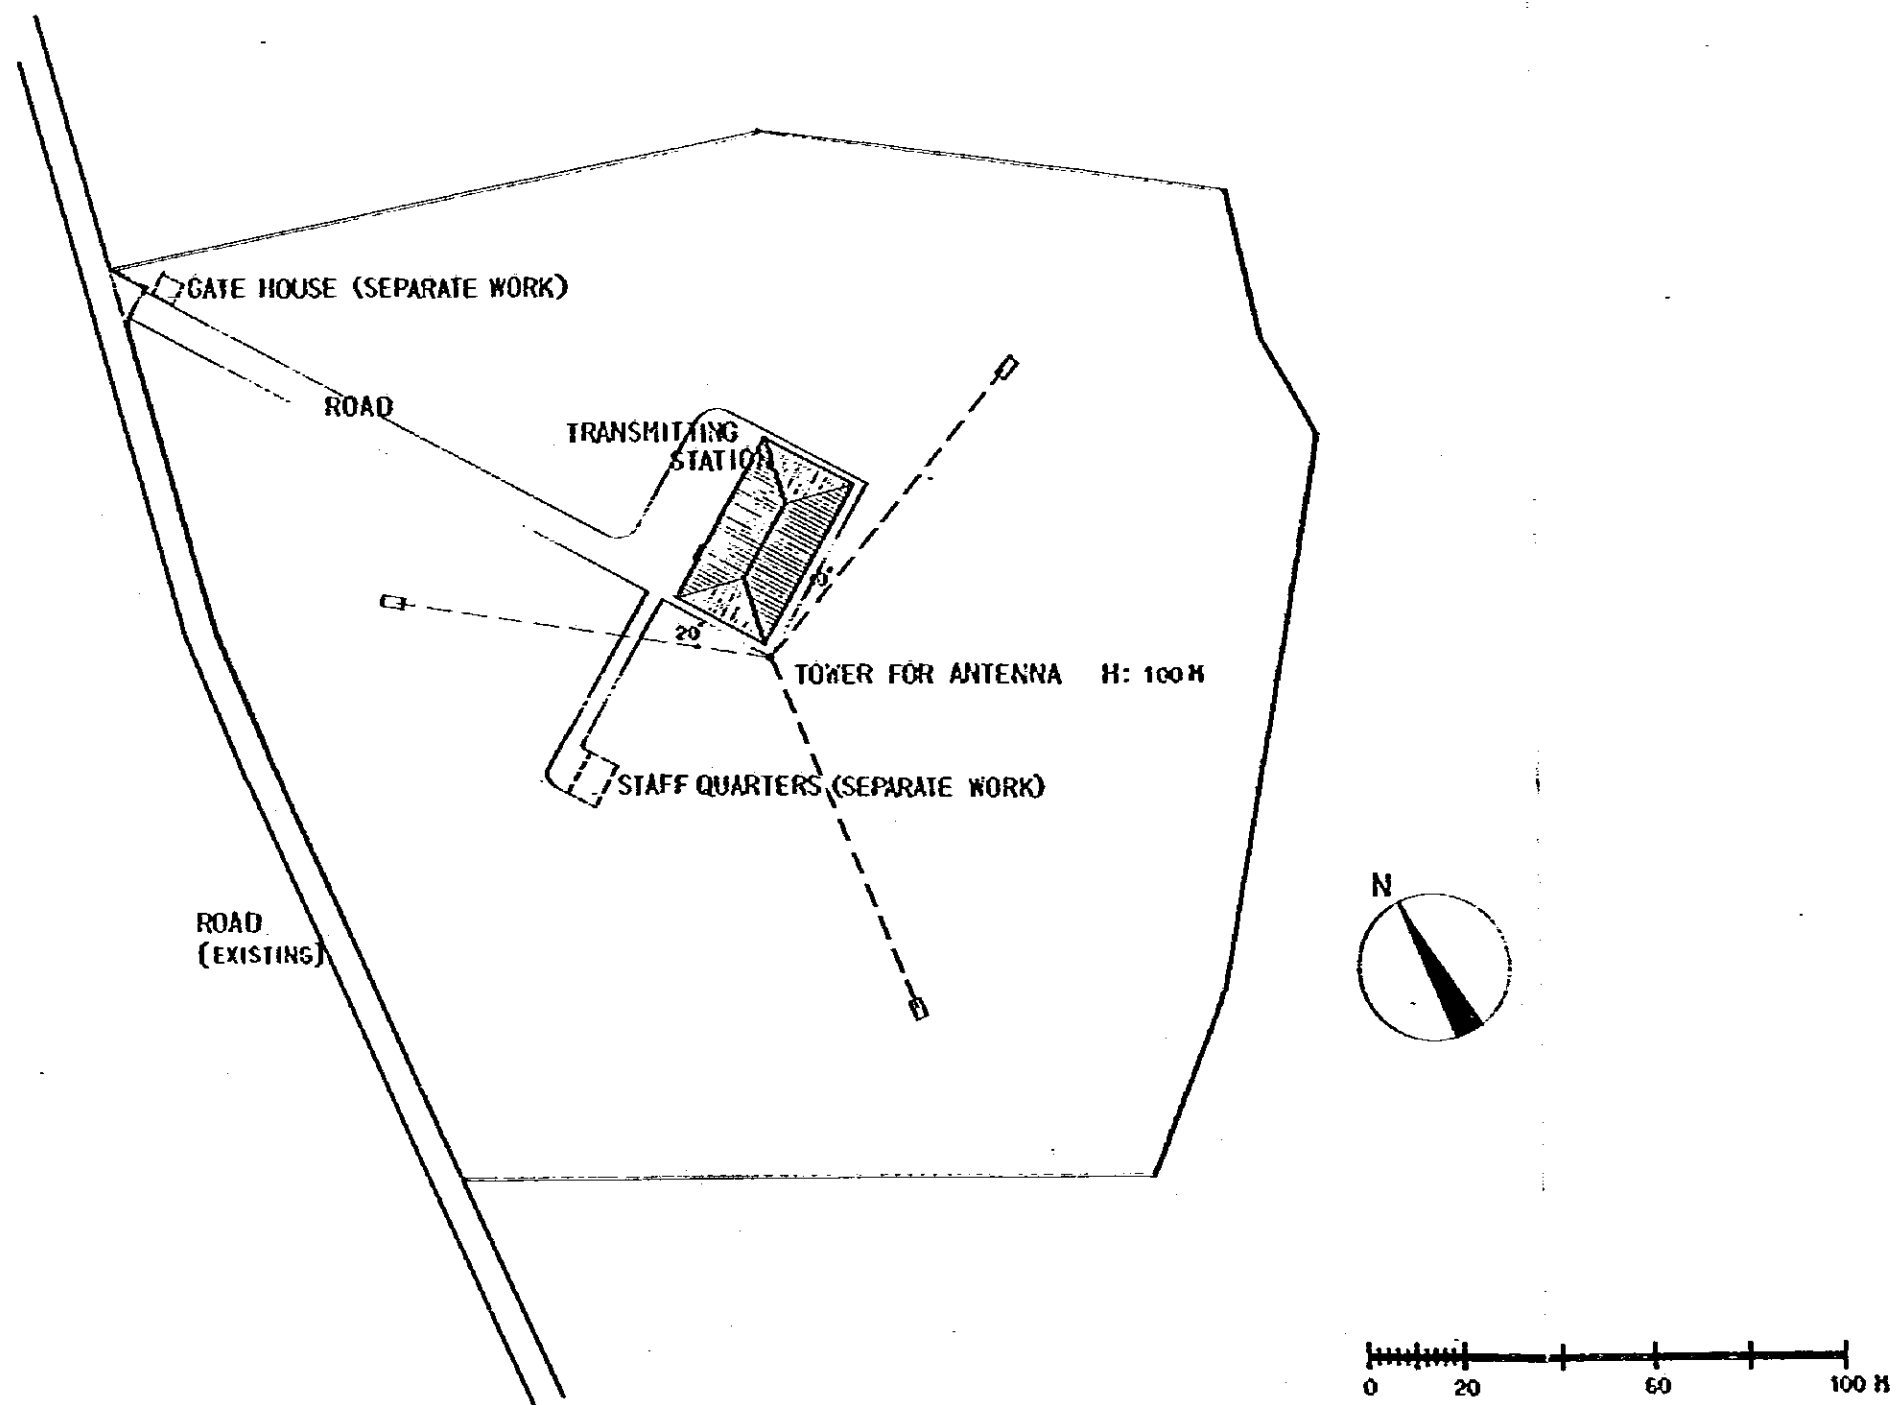 GATE HOUSE (SEPARATE WORK)
ROAD
TRANSMITTING
STATION
20°
TOWER FOR ANTENNA H: 100 M
STAFF QUARTERS (SEPARATE WORK)
ROAD
(EXISTING)
N
0 20 60 100 M